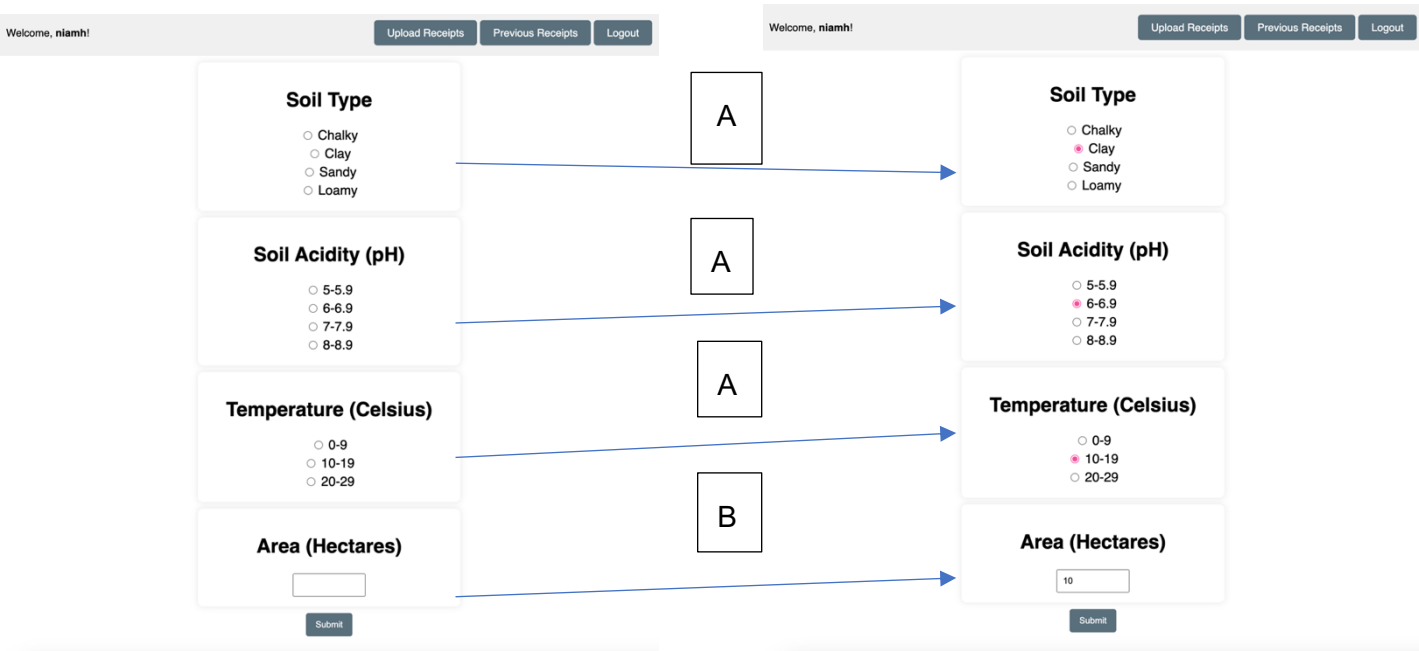 Welcome, niamh!
Upload Receipts
Previous Receipts
Logout
Soil Type
Chalky
Clay
Sandy
Loamy
Soil Acidity (pH)
5-5.9
6-6.9
7-7.9
8-8.9
Temperature (Celsius)
0-9
10-19
20-29
Area (Hectares)
Submit
A
A
A
B
Welcome, niamh!
Upload Receipts
Previous Receipts
Logout
Soil Type
Chalky
Clay
Sandy
Loamy
Soil Acidity (pH)
5-5.9
6-6.9
7-7.9
8-8.9
Temperature (Celsius)
0-9
10-19
20-29
Area (Hectares)
10
Submit